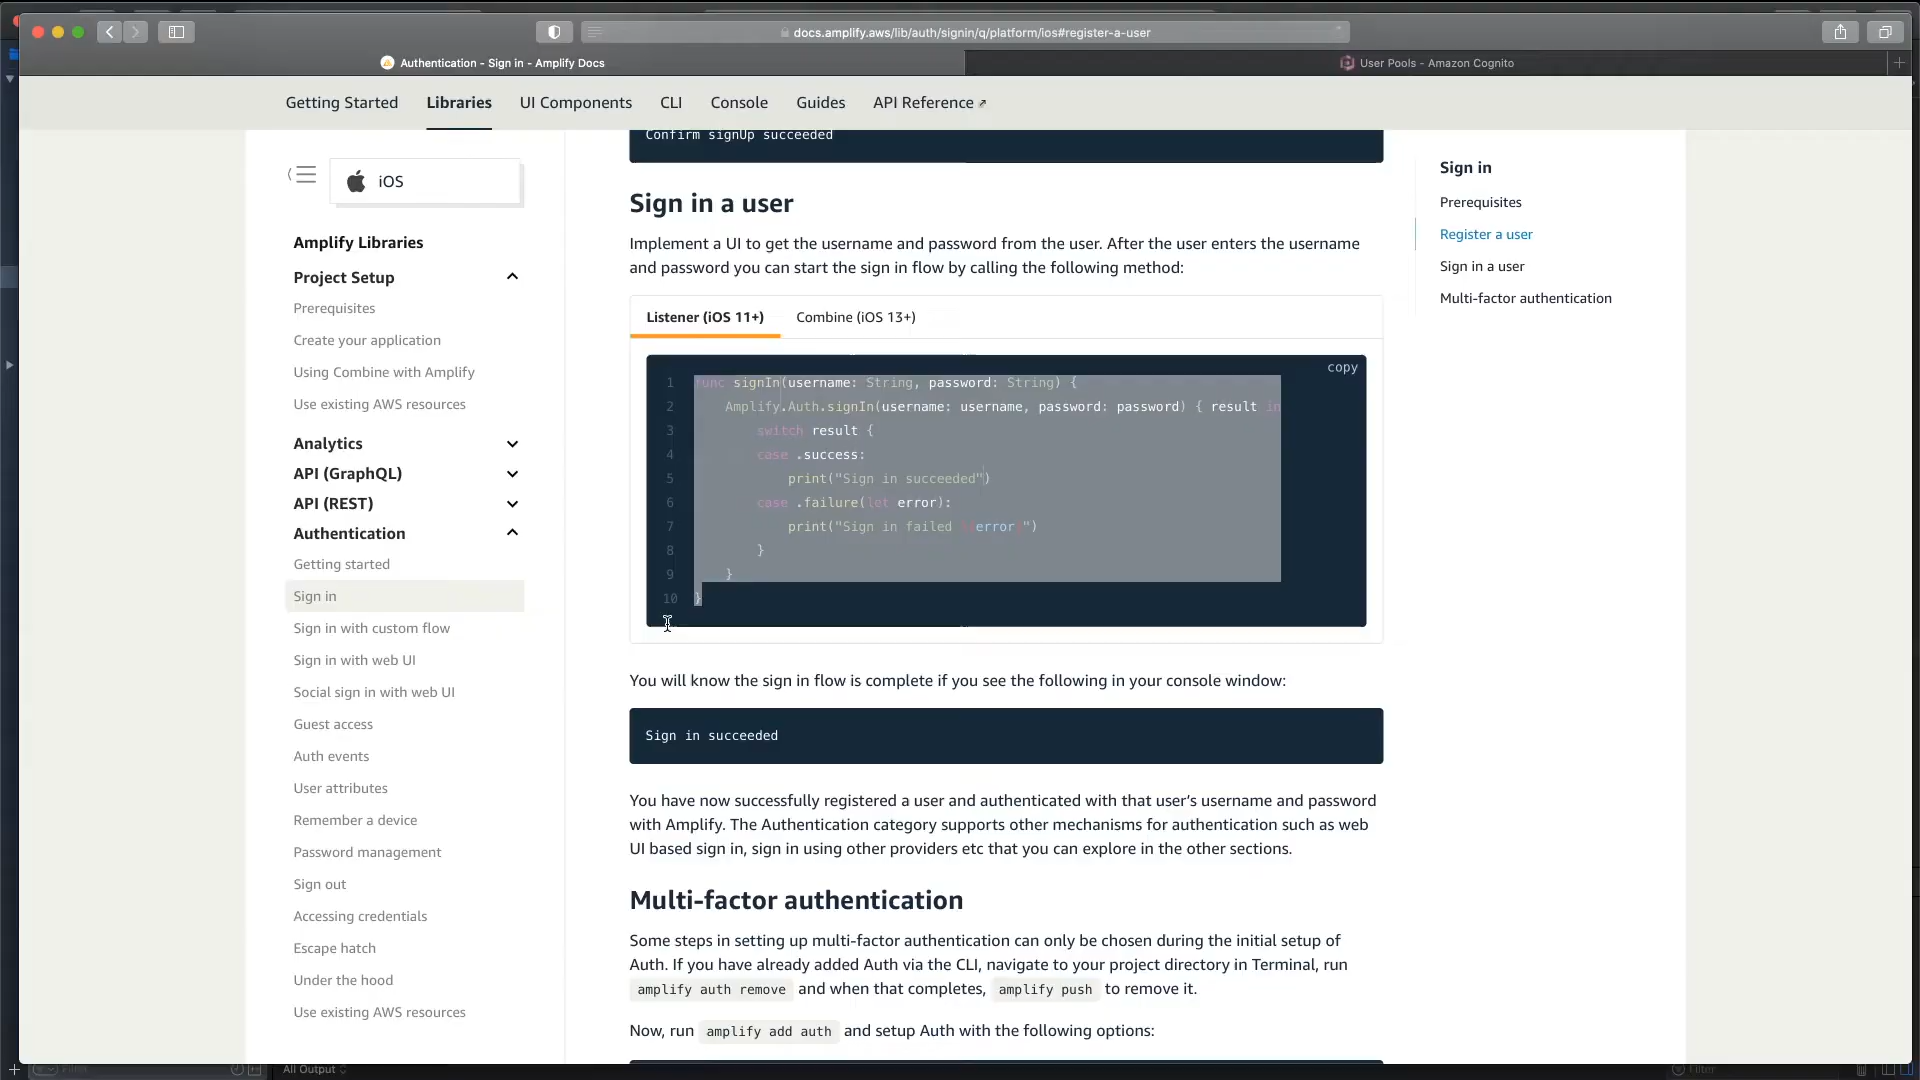 docs.amplify.aws/lib/auth/signin/q/platform/ios#register-a-user
Authentication - Sign in - Amplify Docs
User Pools - Amazon Cognito
Getting Started
Libraries
UI Components
CLI
Console
Guides
API Reference
iOS
Amplify Libraries
Project Setup
Prerequisites
Create your application
Using Combine with Amplify
Use existing AWS resources
Analytics
API (GraphQL)
API (REST)
Authentication
Getting started
Sign in
Sign in with custom flow
Sign in with web UI
Social sign in with web UI
Guest access
Auth events
User attributes
Remember a device
Password management
Sign out
Accessing credentials
Escape hatch
Under the hood
Use existing AWS resources
Confirm signUp succeeded
Sign in a user
Implement a UI to get the username and password from the user. After the user enters the username
and password you can start the sign in flow by calling the following method:
Listener (iOS 11+)
Combine (iOS 13+)
copy
1 func signIn(username: String, password: String) {
2 Amplify.Auth.signIn(username: username, password: password) { result in
3 switch result {
4 case .success:
5 print("Sign in succeeded")
6 case .failure(let error):
7 print("Sign in failed \(error)")
8 }
9 }
10 }
You will know the sign in flow is complete if you see the following in your console window:
Sign in succeeded
You have now successfully registered a user and authenticated with that user’s username and password
with Amplify. The Authentication category supports other mechanisms for authentication such as web
UI based sign in, sign in using other providers etc that you can explore in the other sections.
Multi-factor authentication
Some steps in setting up multi-factor authentication can only be chosen during the initial setup of
Auth. If you have already added Auth via the CLI, navigate to your project directory in Terminal, run
amplify auth remove and when that completes, amplify push to remove it.
Now, run amplify add auth and setup Auth with the following options:
Sign in
Prerequisites
Register a user
Sign in a user
Multi-factor authentication
All Output
Filter